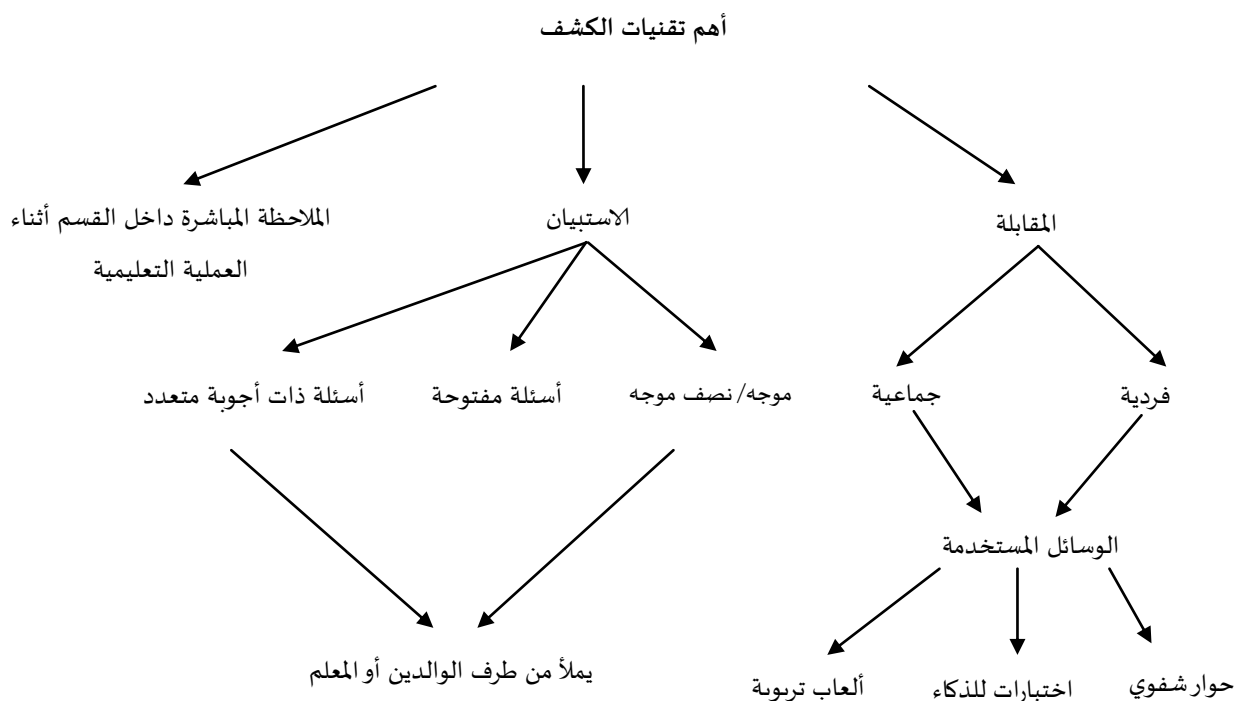 أهم تقنيات الكشف
المقابلة
الاستبيان
الملاحظة المباشرة داخل القسم أثناء
العملية التعليمية
فردية
جماعية
موجه/ نصف موجه
أسئلة مفتوحة
أسئلة ذات أجوبة متعدد
الوسائل المستخدمة
حوار شفوي
اختبارات للذكاء
ألعاب تربوية
يملأ من طرف الوالدين أو المعلم